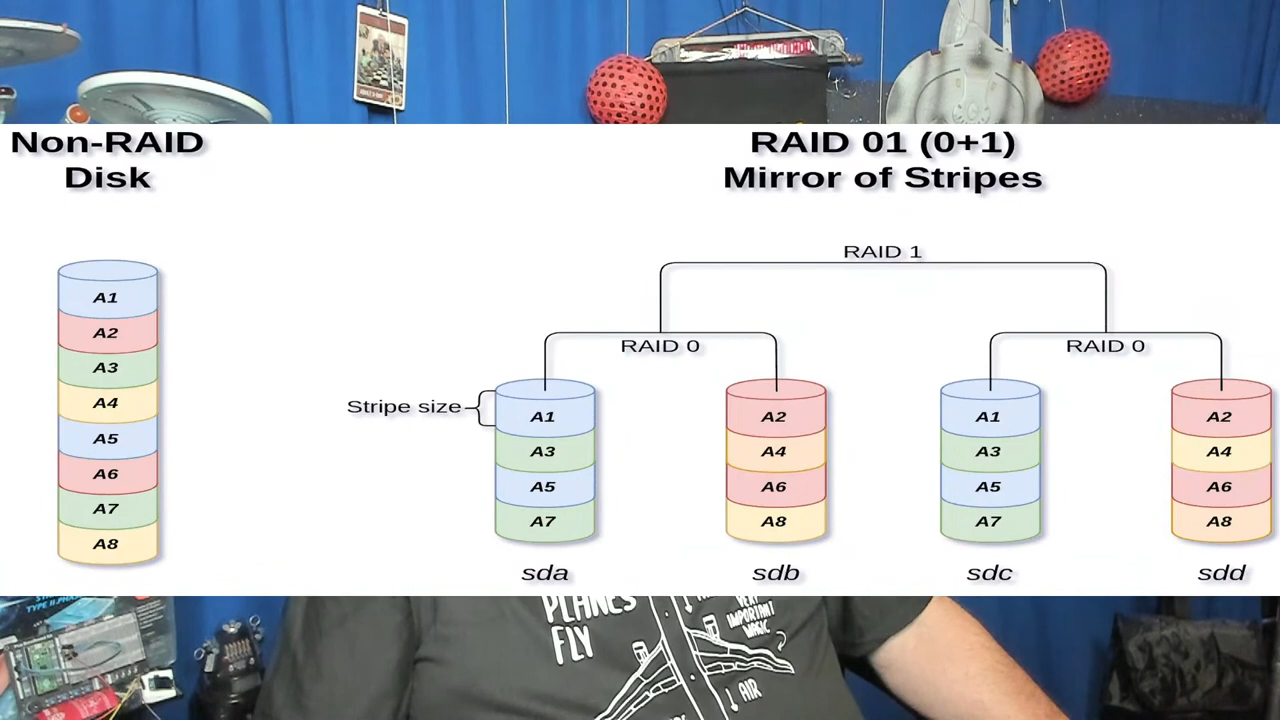 Non-RAID
Disk
RAID 01 (0+1)
Mirror of Stripes
RAID 1
RAID 0
RAID 0
Stripe size
A1
A2
A3
A4
A5
A6
A7
A8
A1
A3
A5
A7
sda
A2
A4
A6
A8
sdb
A1
A3
A5
A7
sdc
A2
A4
A6
A8
sdd
PLANES
FLY
IMPORTANT
MAGIC
AIR